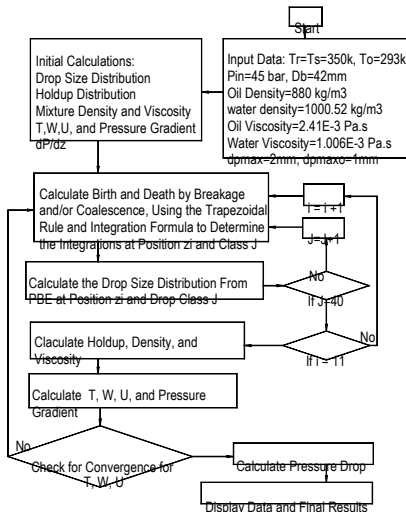 Start
Input Data: Tr=Ts=350k, To=293k
Pin=45 bar, Db=42mm
Oil Density=880 kg/m3
water density=1000.52 kg/m3
Oil Viscosity=2.41E-3 Pa.s
Water Viscosity=1.006E-3 Pa.s
dpmax=2mm, dpmaxo=1mm
Initial Calculations:
Drop Size Distribution
Holdup Distribution
Mixture Density and Viscosity
T,W,U, and Pressure Gradient
dP/dz
Calculate Birth and Death by Breakage
and/or Coalescence, Using the Trapezoidal
Rule and Integration Formula to Determine
the Integrations at Position zi and Class J
i = i +1
J=J+1
Calculate the Drop Size Distribution From
PBE at Position zi and Drop Class J
No
If J=40
No
If i = 11
Claculate Holdup, Density, and
Viscosity
Calculate T, W, U, and Pressure
Gradient
No
Check for Convergence for
T, W, U
Calculate Pressure Drop
Display Data and Final Results